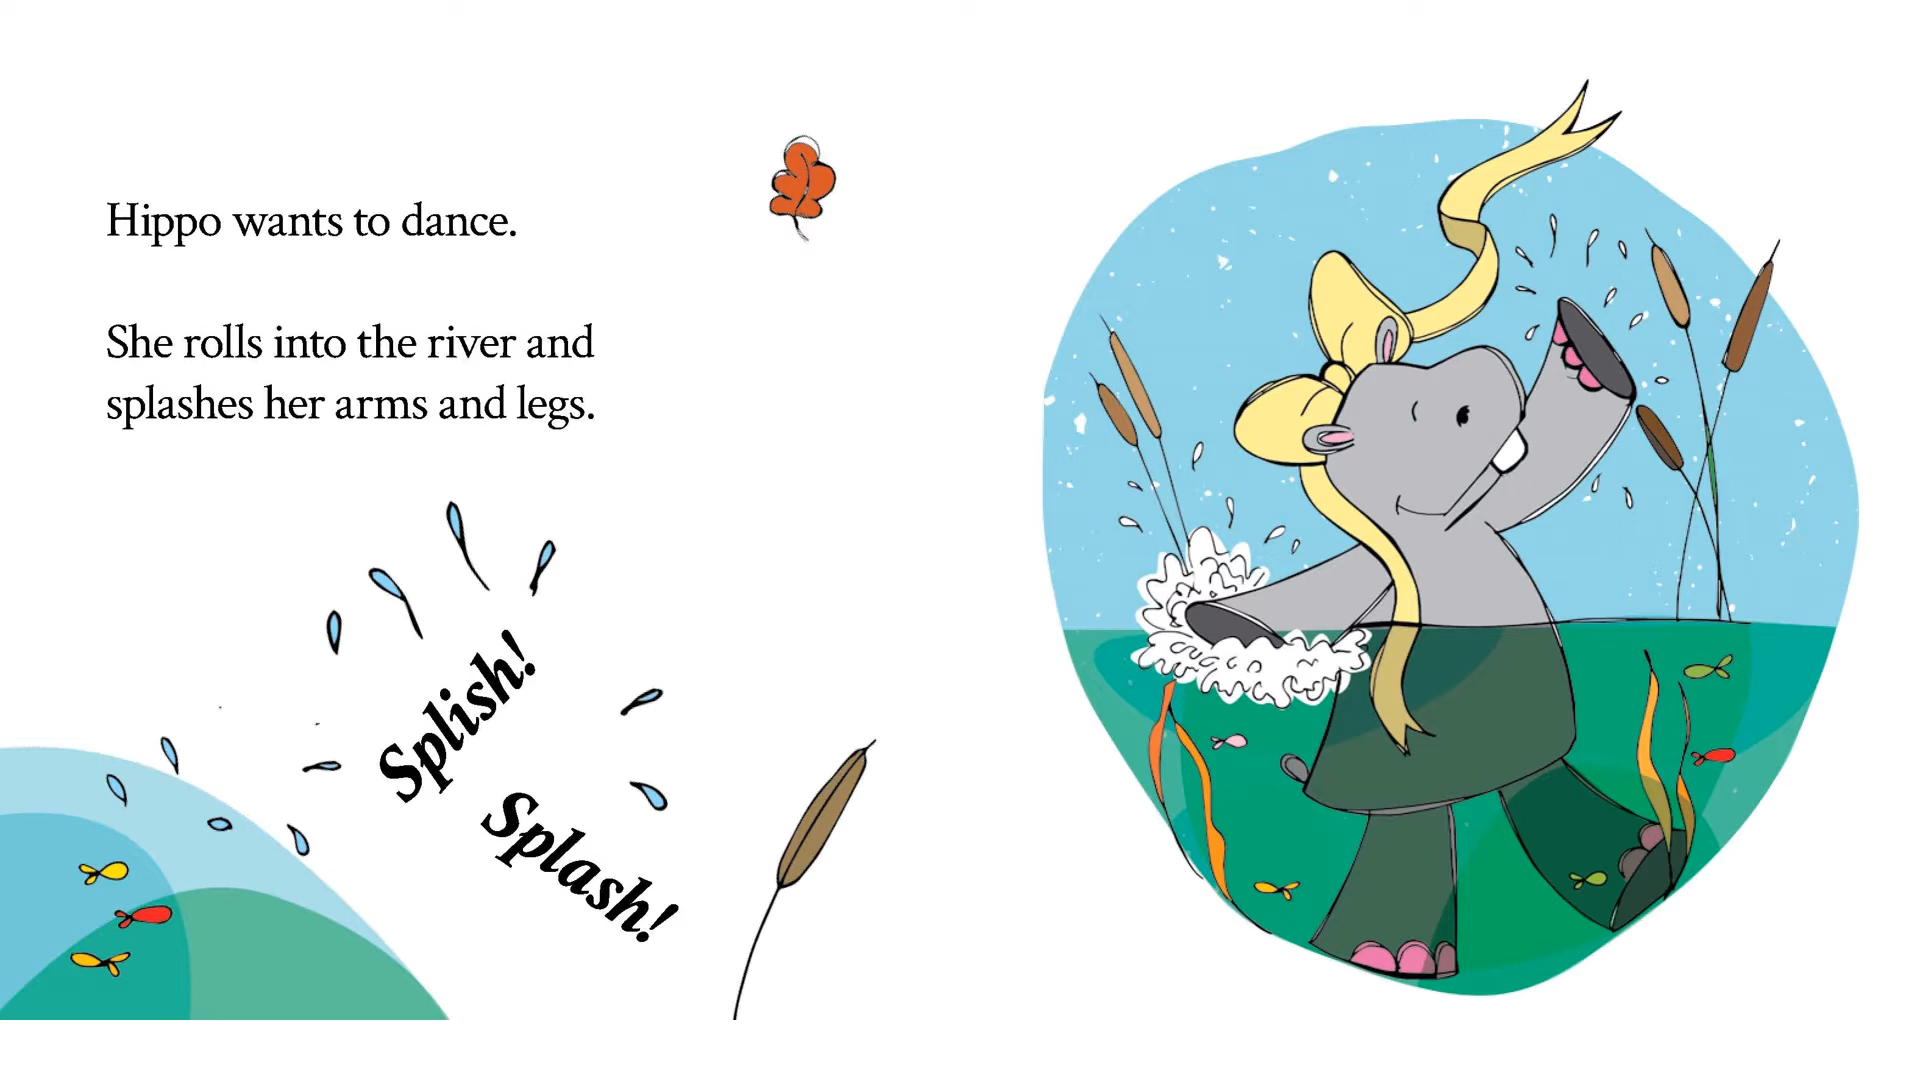 Hippo wants to dance.
She rolls into the river and
splashes her arms and legs.
Splish!
Splash!